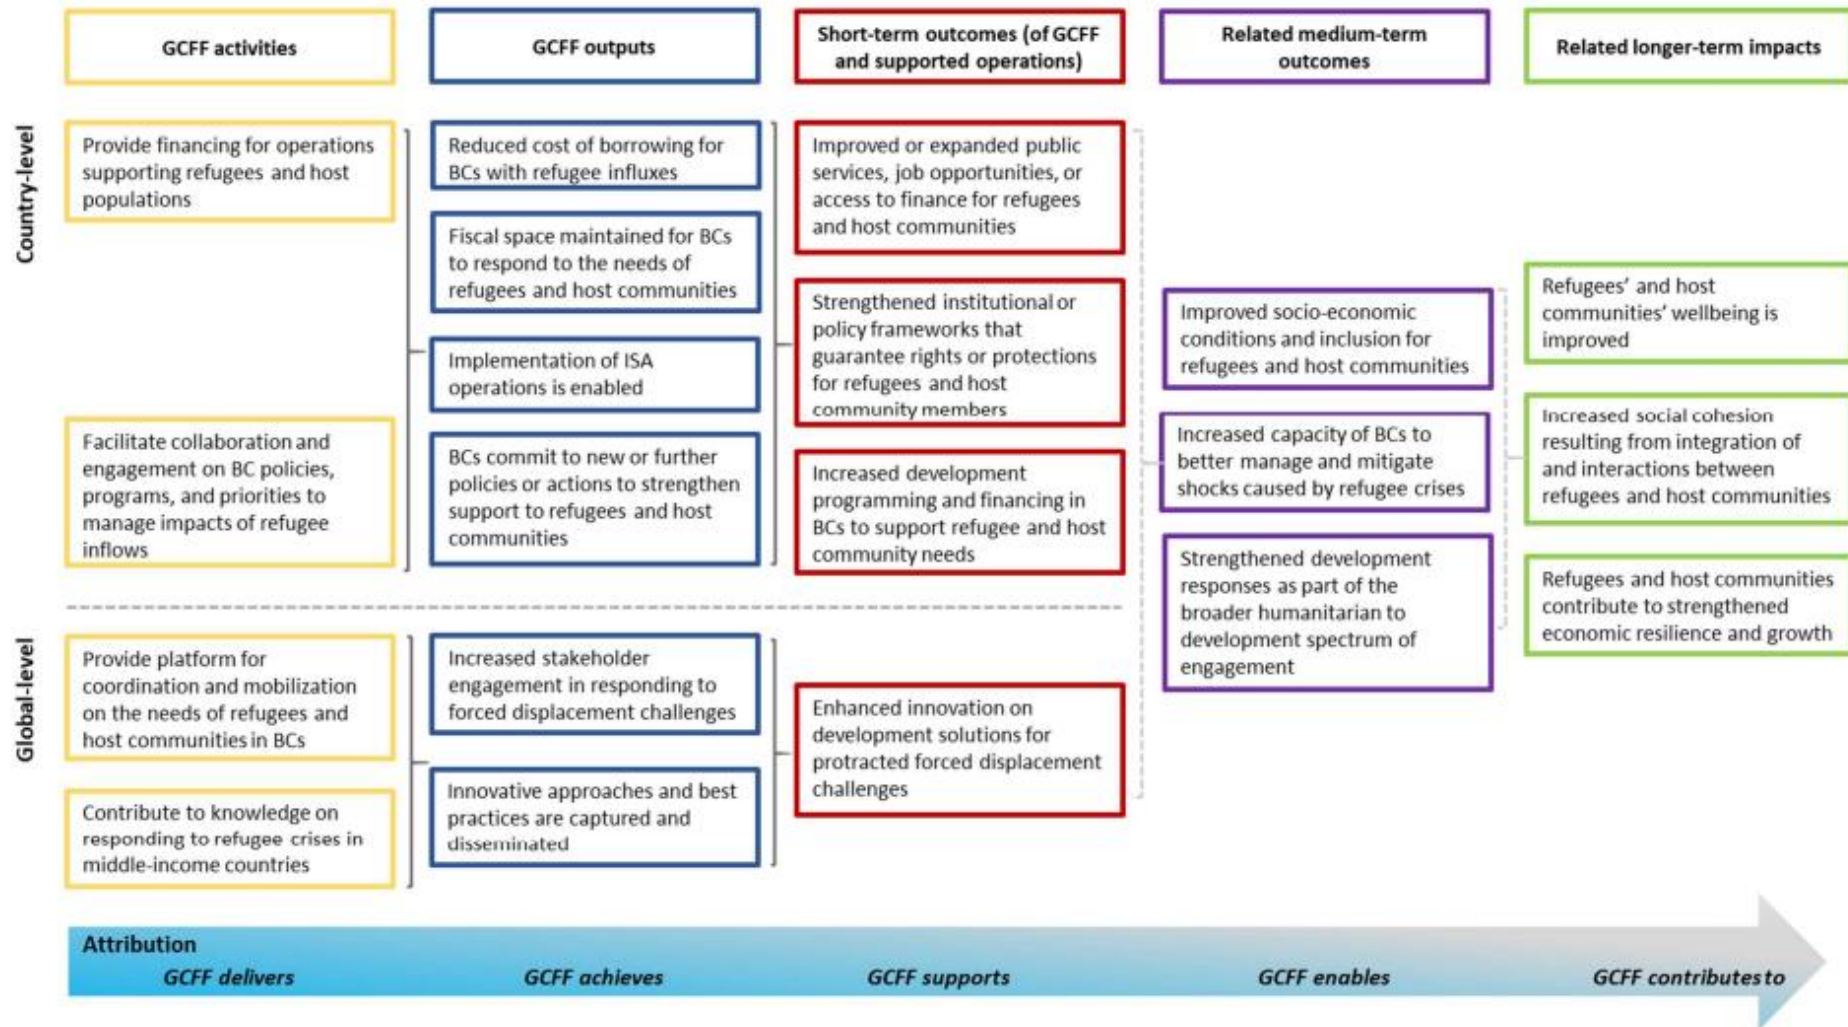 GCFF activities
GCFF outputs
Short-term outcomes (of GCFF
and supported operations)
Related medium-term
outcomes
Related longer-term impacts
Country-level
Provide financing for operations
supporting refugees and host
populations
Facilitate collaboration and
engagement on BC policies,
programs, and priorities to
manage impacts of refugee
inflows
Reduced cost of borrowing for
BCs with refugee influxes
Fiscal space maintained for BCs
to respond to the needs of
refugees and host communities
Implementation of ISA
operations is enabled
BCs commit to new or further
policies or actions to strengthen
support to refugees and host
communities
Improved or expanded public
services, job opportunities, or
access to finance for refugees
and host communities
Strengthened institutional or
policy frameworks that
guarantee rights or protections
for refugees and host
community members
Increased development
programming and financing in
BCs to support refugee and host
community needs
Global-level
Provide platform for
coordination and mobilization
on the needs of refugees and
host communities in BCs
Contribute to knowledge on
responding to refugee crises in
middle-income countries
Increased stakeholder
engagement in responding to
forced displacement challenges
Innovative approaches and best
practices are captured and
disseminated
Enhanced innovation on
development solutions for
protracted forced displacement
challenges
Improved socio-economic
conditions and inclusion for
refugees and host communities
Increased capacity of BCs to
better manage and mitigate
shocks caused by refugee crises
Strengthened development
responses as part of the
broader humanitarian to
development spectrum of
engagement
Refugees' and host
communities' wellbeing is
improved
Increased social cohesion
resulting from integration of
and interactions between
refugees and host communities
Refugees and host communities
contribute to strengthened
economic resilience and growth
Attribution
GCFF delivers
GCFF achieves
GCFF supports
GCFF enables
GCFF contributes to